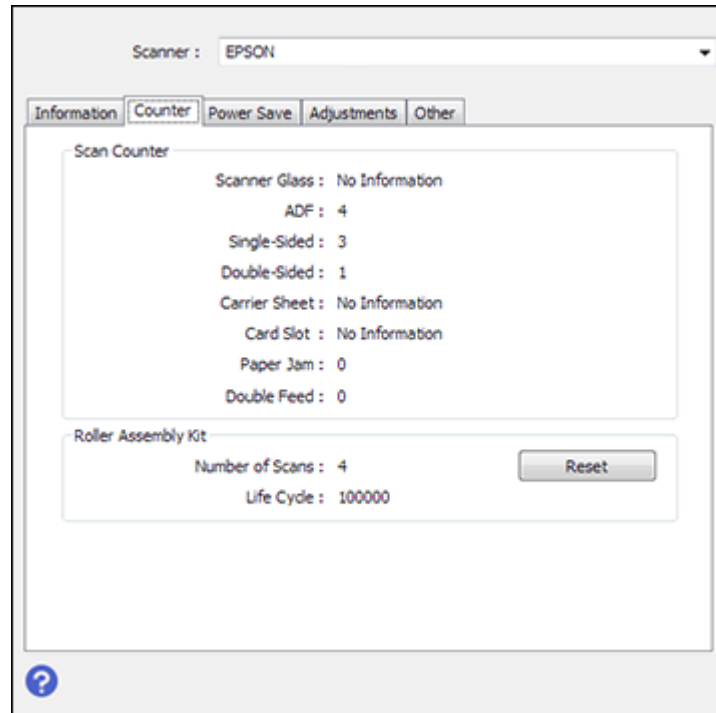 Scanner : EPSON
Information Counter Power Save Adjustments Other
Scan Counter
Scanner Glass : No Information
ADF : 4
Single-Sided : 3
Double-Sided : 1
Carrier Sheet : No Information
Card Slot : No Information
Paper Jam : 0
Double Feed : 0
Roller Assembly Kit
Number of Scans : 4 Reset
Life Cycle : 100000
?